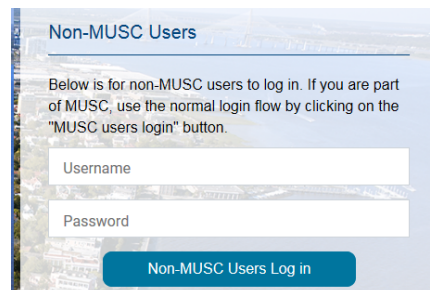 Non-MUSC Users
Below is for non-MUSC users to log in. If you are part
of MUSC, use the normal login flow by clicking on the
"MUSC users login" button.
Username
Password
Non-MUSC Users Log in